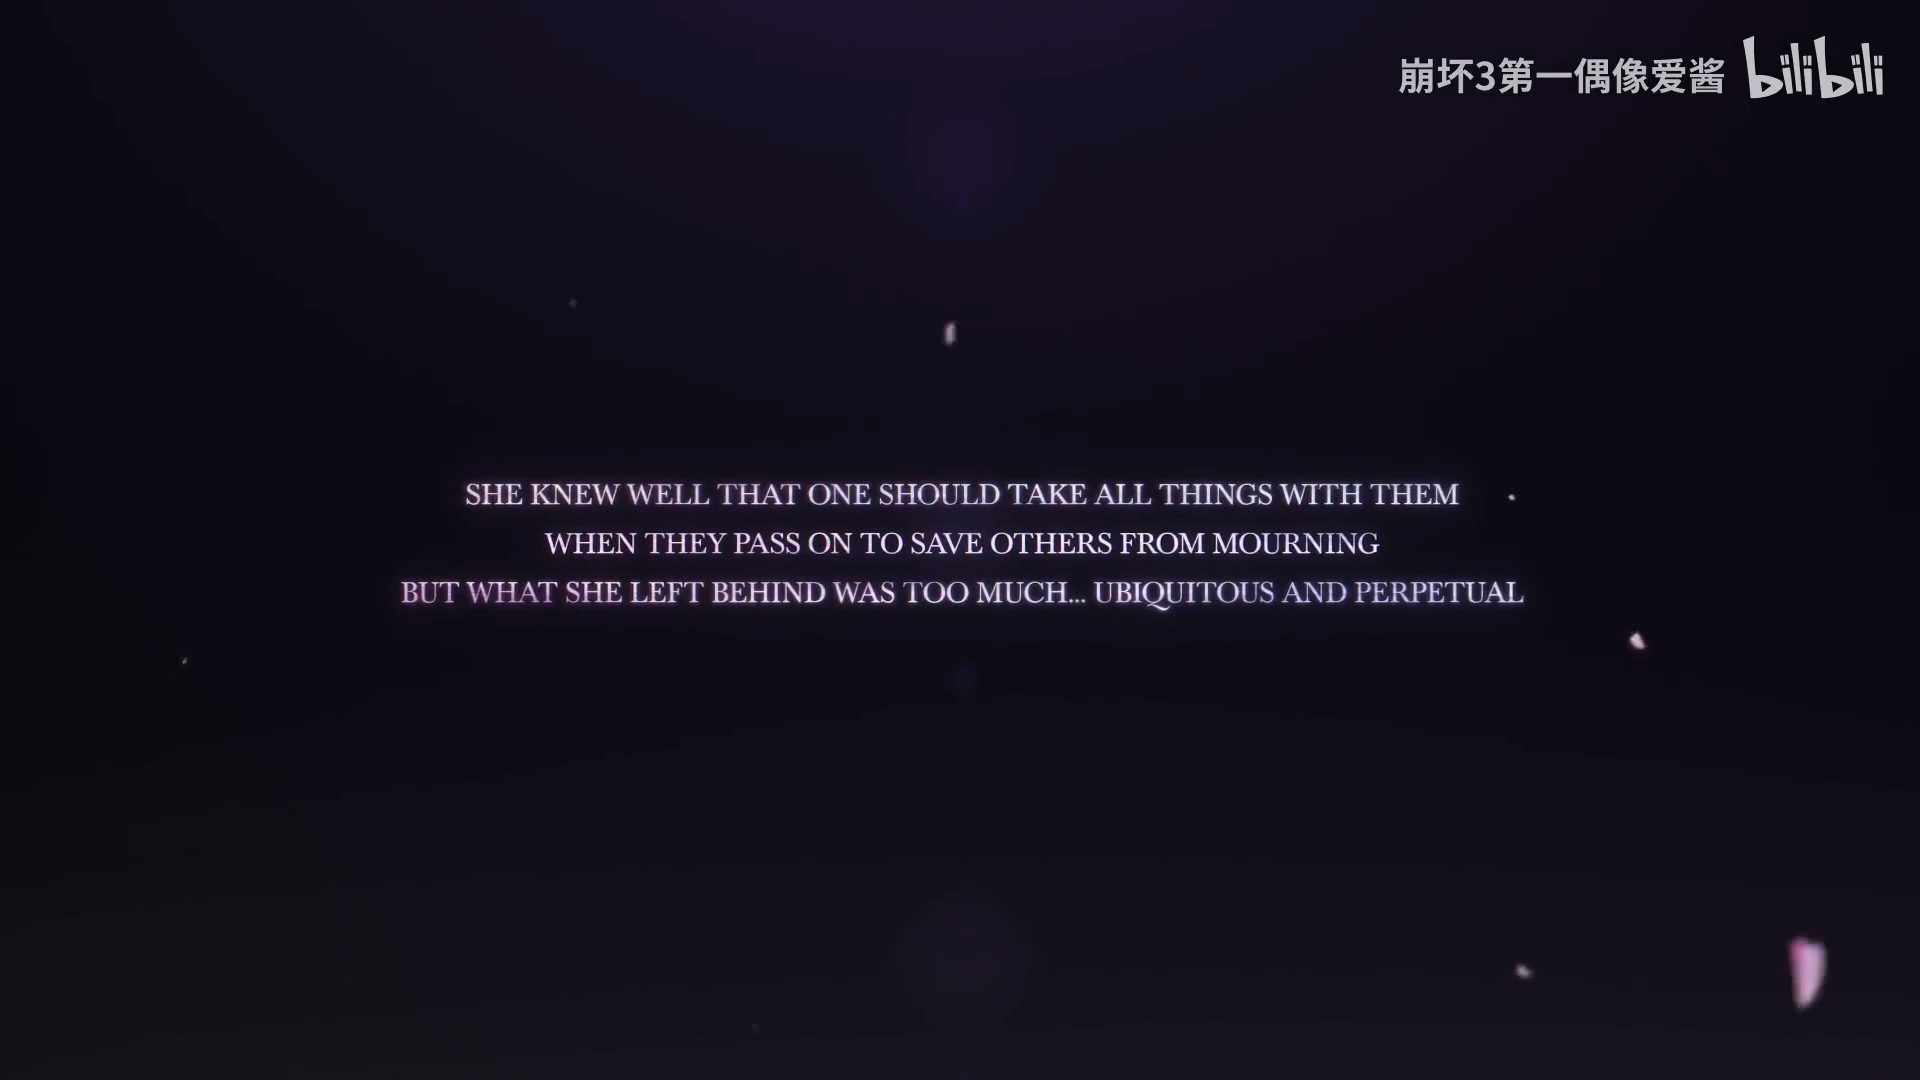 崩坏3第一偶像爱酱 bilibili
SHE KNEW WELL THAT ONE SHOULD TAKE ALL THINGS WITH THEM
WHEN THEY PASS ON TO SAVE OTHERS FROM MOURNING
BUT WHAT SHE LEFT BEHIND WAS TOO MUCH... UBIQUITOUS AND PERPETUAL